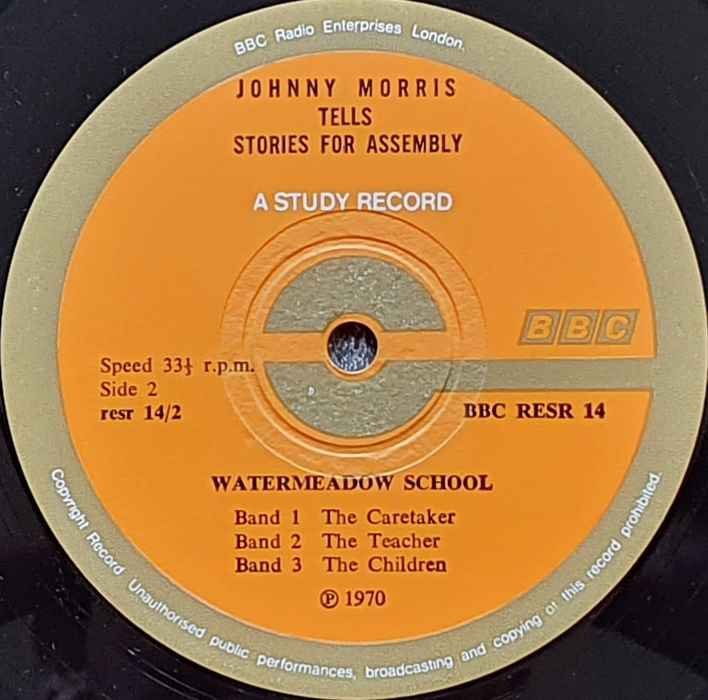 BBC Radio Enterprises London.
JOHNNY MORRIS
TELLS
STORIES FOR ASSEMBLY
A STUDY RECORD
BBC
Speed 33⅓ r.p.m.
Side 2
resr 14/2
BBC RESR 14
WATERMEADOW SCHOOL
Band 1 The Caretaker
Band 2 The Teacher
Band 3 The Children
℗ 1970
Copyright Record Unauthorised public performances, broadcasting and copying of this record prohibited.